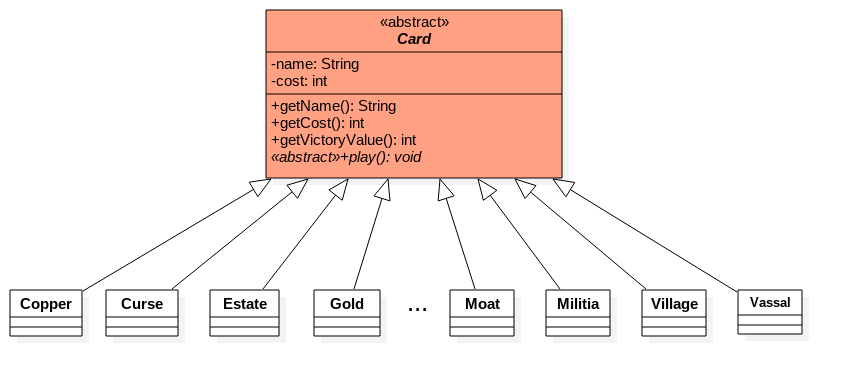 «abstract»
Card
-name: String
-cost: int
+getName(): String
+getCost(): int
+getVictoryValue(): int
«abstract»+play(): void
Copper
Curse
Estate
Gold
...
Moat
Militia
Village
Vassal